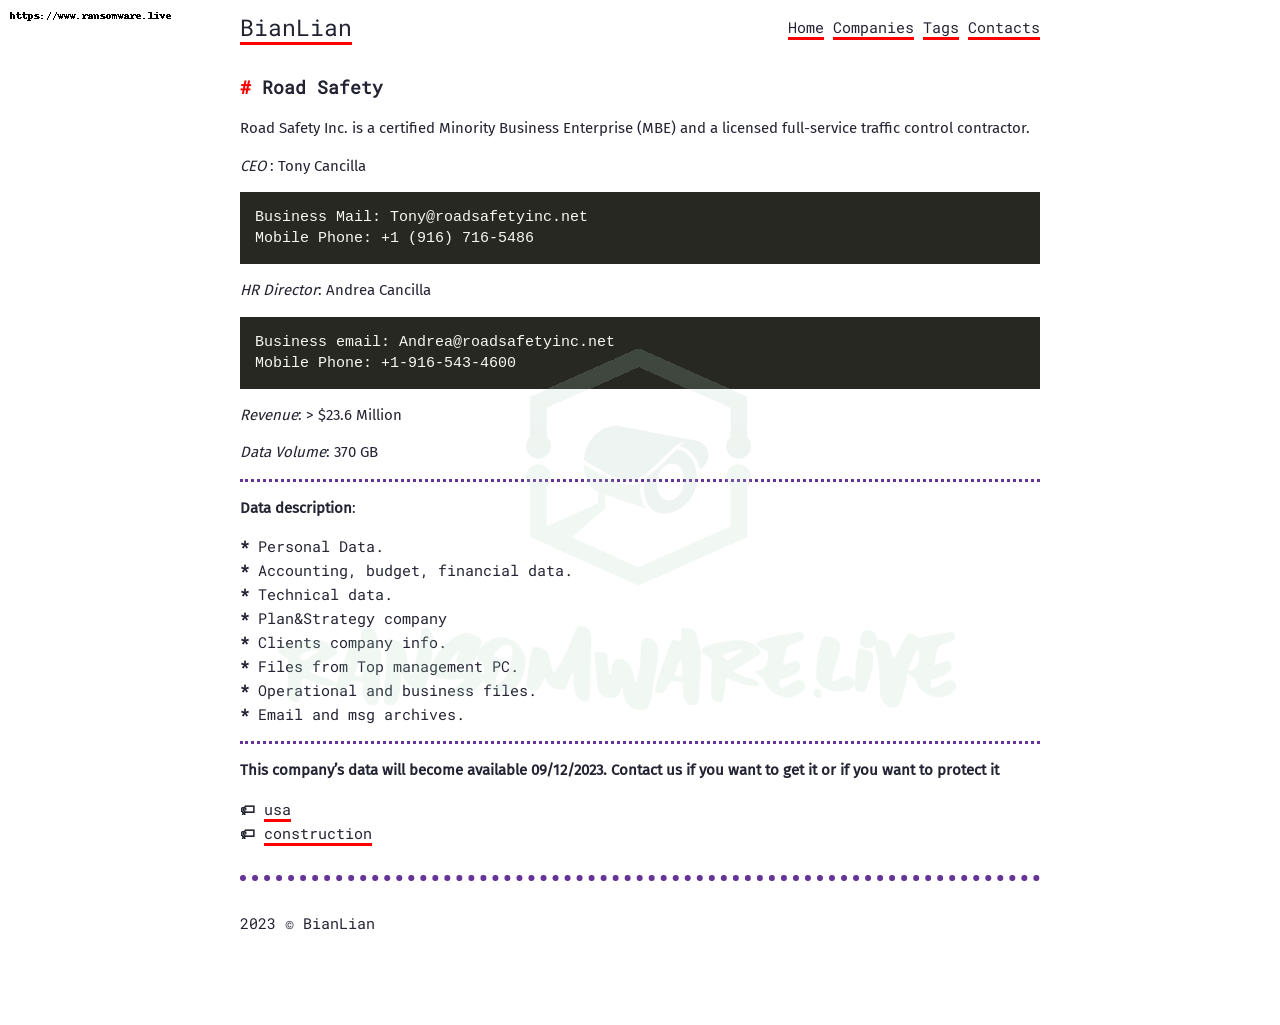 https://www.ransomware.live
BianLian
Home Companies Tags Contacts
# Road Safety
Road Safety Inc. is a certified Minority Business Enterprise (MBE) and a licensed full-service traffic control contractor.
CEO : Tony Cancilla
Business Mail: Tony@roadsafetyinc.net
Mobile Phone: +1 (916) 716-5486
HR Director: Andrea Cancilla
Business email: Andrea@roadsafetyinc.net
Mobile Phone: +1-916-543-4600
Revenue: > $23.6 Million
Data Volume: 370 GB
Data description:
* Personal Data.
* Accounting, budget, financial data.
* Technical data.
* Plan&Strategy company
* Clients company info.
RANSOMWARE.LIVE
* Files from Top management PC.
* Operational and business files.
* Email and msg archives.
This company’s data will become available 09/12/2023. Contact us if you want to get it or if you want to protect it
usa
construction
2023 © BianLian